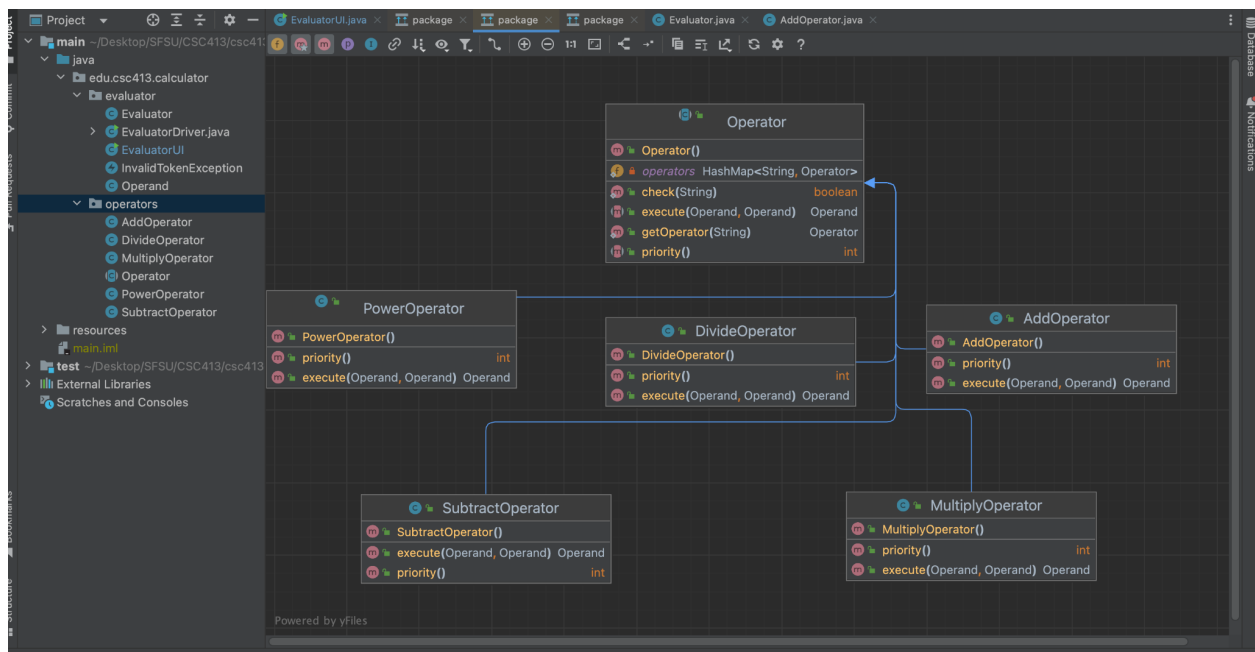 Project
EvaluatorUI.java
package
package
package
Evaluator.java
AddOperator.java
main ~/Desktop/SFSU/CSC413/csc41
java
edu.csc413.calculator
evaluator
Evaluator
EvaluatorDriver.java
EvaluatorUI
InvalidTokenException
Operand
operators
AddOperator
DivideOperator
MultiplyOperator
Operator
PowerOperator
SubtractOperator
resources
main.iml
test ~/Desktop/SFSU/CSC413/csc413
External Libraries
Scratches and Consoles
1:1
Operator
Operator()
operators HashMap<String, Operator>
check(String) boolean
execute(Operand, Operand) Operand
getOperator(String) Operator
priority() int
PowerOperator
PowerOperator()
priority() int
execute(Operand, Operand) Operand
DivideOperator
DivideOperator()
priority() int
execute(Operand, Operand) Operand
AddOperator
AddOperator()
priority() int
execute(Operand, Operand) Operand
SubtractOperator
SubtractOperator()
execute(Operand, Operand) Operand
priority() int
MultiplyOperator
MultiplyOperator()
priority() int
execute(Operand, Operand) Operand
Powered by yFiles
Database
Notifications